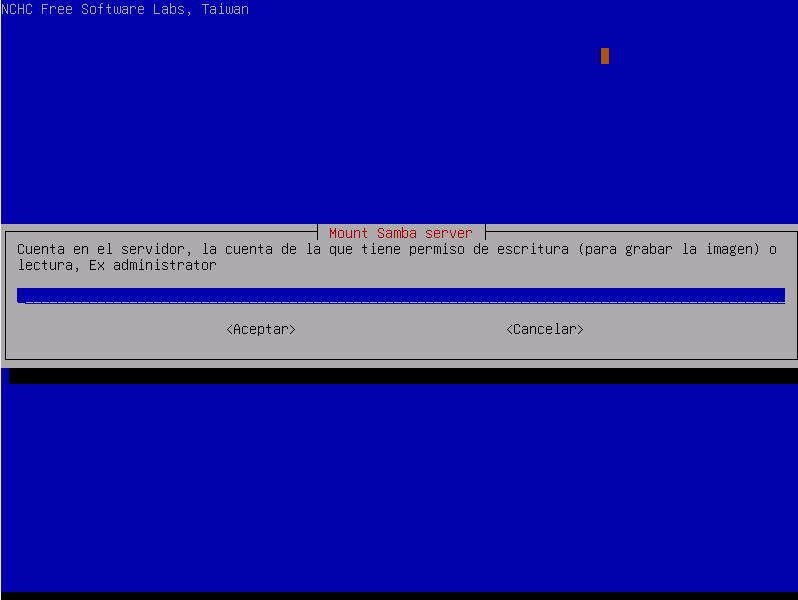 NCHC Free Software Labs, Taiwan
Mount Samba server
Cuenta en el servidor, la cuenta de la que tiene permiso de escritura (para grabar la imagen) o
lectura, Ex administrator
<Aceptar> <Cancelar>